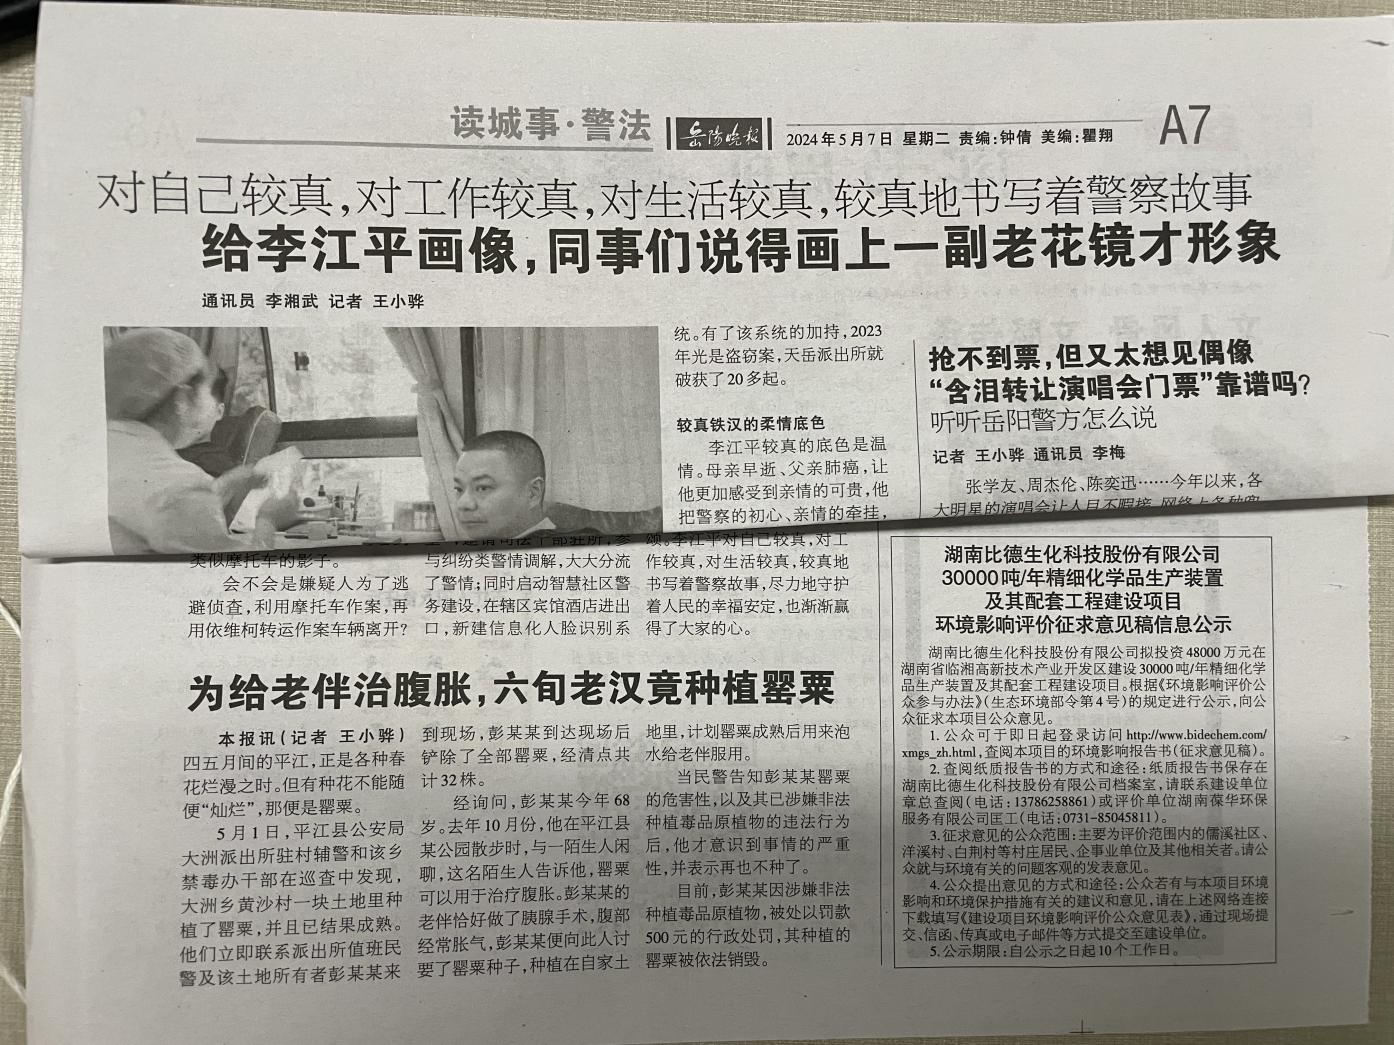 读城事·警法
岳阳晚报
2024年5月7日 星期二 责编:钟倩 美编:瞿翔
A7
对自己较真,对工作较真,对生活较真,较真地书写着警察故事
给李江平画像,同事们说得画上一副老花镜才形象
通讯员 李湘武 记者 王小骅
统。有了该系统的加持,2023
年光是盗窃案,天岳派出所就
破获了20多起。
较真铁汉的柔情底色
李江平较真的底色是温
情。母亲早逝、父亲肺癌,让
他更加感受到亲情的可贵,他
把警察的初心、亲情的牵挂,
抢不到票,但又太想见偶像
“含泪转让演唱会门票”靠谱吗?
听听岳阳警方怎么说
记者 王小骅 通讯员 李梅
张学友、周杰伦、陈奕迅……今年以来,各
大明星的演唱会让人目不暇接,网络上各种
类似摩托车的影子。
会不会是嫌疑人为了逃
避侦查,利用摩托车作案,再
用依维柯转运作案车辆离开?
与纠纷类警情调解,大大分流
了警情;同时启动智慧社区警
务建设,在辖区宾馆酒店进出
口,新建信息化人脸识别系
颂。李江平对自己较真,对工
作较真,对生活较真,较真地
书写着警察故事,尽力地守护
着人民的幸福安定,也渐渐赢
得了大家的心。
为给老伴治腹胀,六旬老汉竟种植罂粟
本报讯(记者 王小骅)
四五月间的平江,正是各种春
花烂漫之时。但有种花不能随
便“灿烂”,那便是罂粟。
5月1日,平江县公安局
大洲派出所驻村辅警和该乡
禁毒办干部在巡查中发现,
大洲乡黄沙村一块土地里种
植了罂粟,并且已结果成熟。
他们立即联系派出所值班民
警及该土地所有者彭某某来
到现场,彭某某到达现场后
铲除了全部罂粟,经清点共
计32株。
经询问,彭某某今年68
岁。去年10月份,他在平江县
某公园散步时,与一陌生人闲
聊,这名陌生人告诉他,罂粟
可以用于治疗腹胀。彭某某的
老伴恰好做了胰腺手术,腹部
经常胀气,彭某某便向此人讨
要了罂粟种子,种植在自家土
地里,计划罂粟成熟后用来泡
水给老伴服用。
当民警告知彭某某罂粟
的危害性,以及其已涉嫌非法
种植毒品原植物的违法行为
后,他才意识到事情的严重
性,并表示再也不种了。
目前,彭某某因涉嫌非法
种植毒品原植物,被处以罚款
500元的行政处罚,其种植的
罂粟被依法销毁。
湖南比德生化科技股份有限公司
30000吨/年精细化学品生产装置
及其配套工程建设项目
环境影响评价征求意见稿信息公示
湖南比德生化科技股份有限公司拟投资48000万元在
湖南省临湘高新技术产业开发区建设30000吨/年精细化学
品生产装置及其配套工程建设项目。根据《环境影响评价公
众参与办法》(生态环境部令第4号)的规定进行公示,向公
众征求本项目公众意见。
1.公众可于即日起登录访问http://www.bidechem.com/
xmgs_zh.html,查阅本项目的环境影响报告书(征求意见稿)。
2.查阅纸质报告书的方式和途径:纸质报告书保存在
湖南比德生化科技股份有限公司档案室,请联系建设单位
章总查阅(电话:13786258861)或评价单位湖南葆华环保
服务有限公司匡工(电话:0731-85045811)。
3.征求意见的公众范围:主要为评价范围内的儒溪社区、
洋溪村、白荆村等村庄居民、企事业单位及其他相关者。请公
众就与环境有关的问题客观的发表意见。
4.公众提出意见的方式和途径:公众若有与本项目环境
影响和环境保护措施有关的建议和意见,请在上述网络连接
下载填写《建设项目环境影响评价公众意见表》,通过现场提
交、信函、传真或电子邮件等方式提交至建设单位。
5.公示期限:自公示之日起10个工作日。